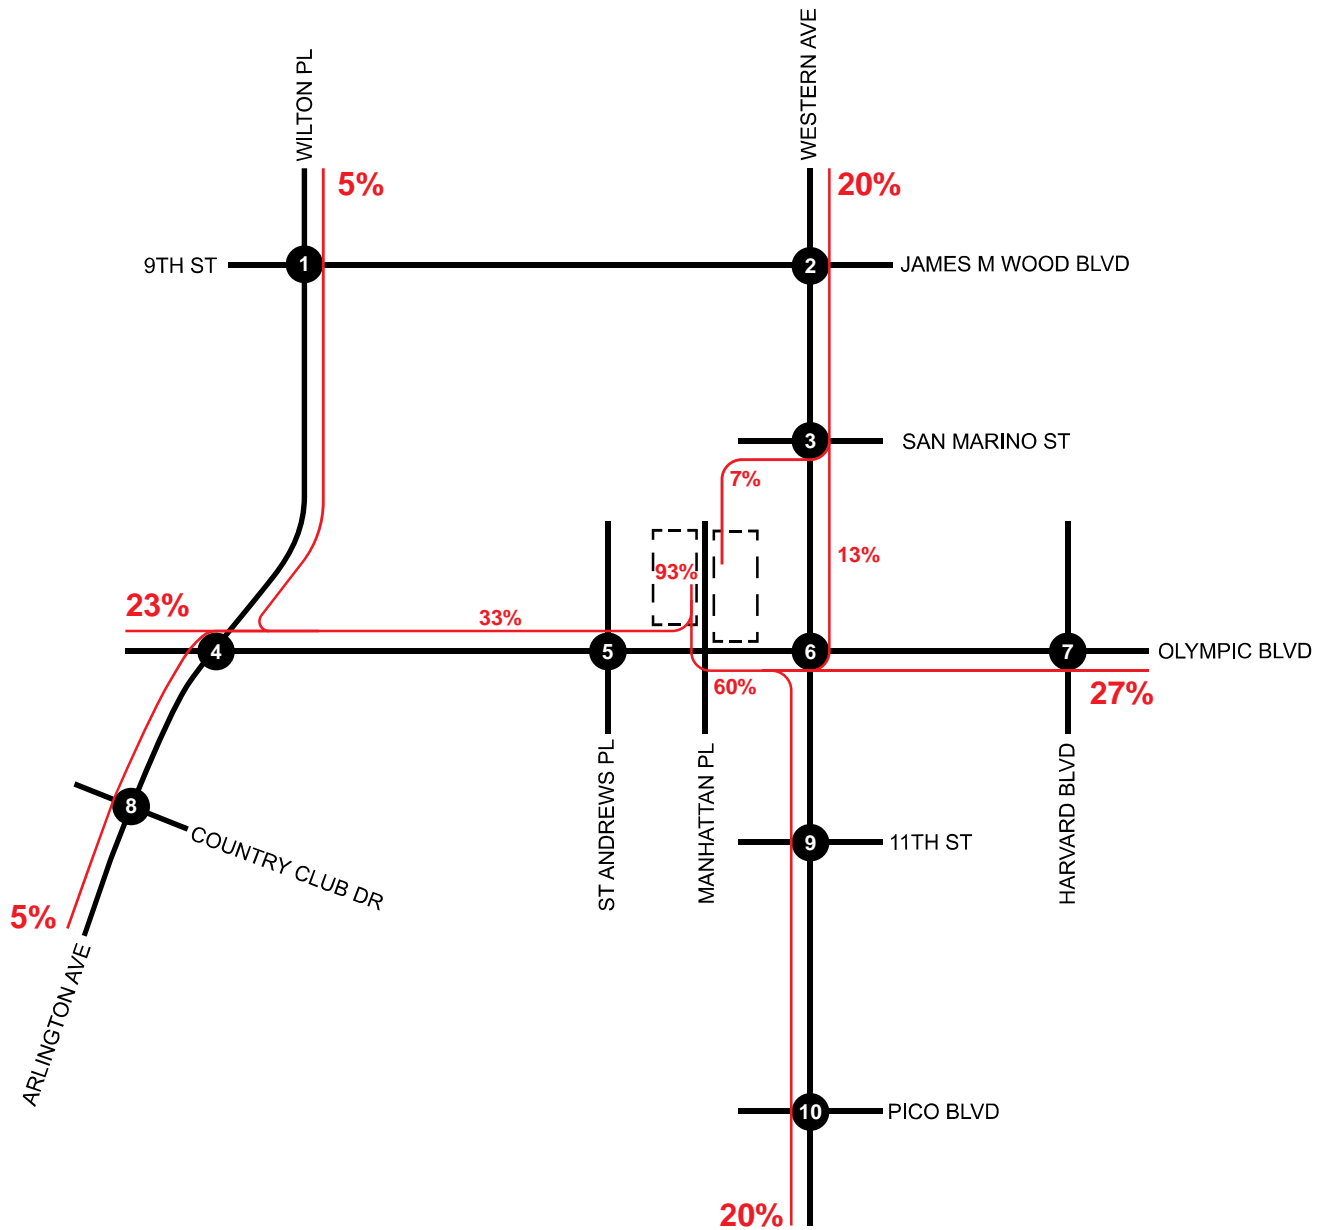 WILTON PL
WESTERN AVE
5%
20%
9TH ST
1
2
JAMES M WOOD BLVD
3
SAN MARINO ST
7%
13%
93%
23%
33%
4
5
6
7
OLYMPIC BLVD
60%
27%
ST ANDREWS PL
MANHATTAN PL
HARVARD BLVD
8
COUNTRY CLUB DR
9
11TH ST
5%
ARLINGTON AVE
10
PICO BLVD
20%